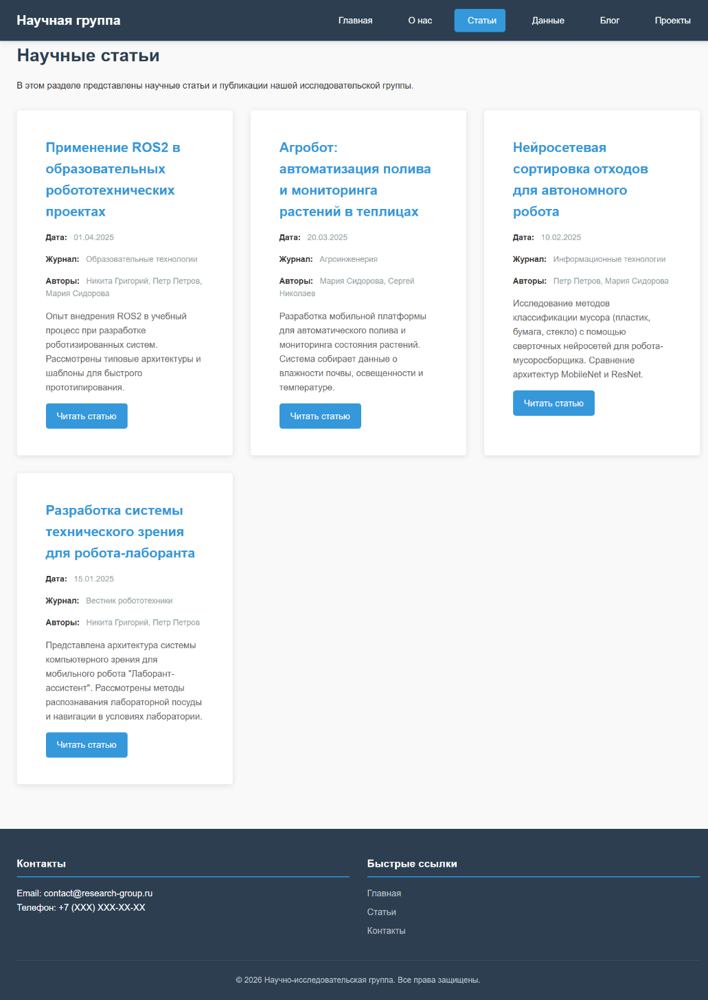 Научная группа
Главная
О нас
Статьи
Данные
Блог
Проекты
Научные статьи
В этом разделе представлены научные статьи и публикации нашей исследовательской группы.
Применение ROS2 в
образовательных
робототехнических
проектах
Дата: 01.04.2025
Журнал: Образовательные технологии
Авторы: Никита Григорий, Петр Петров,
Мария Сидорова
Опыт внедрения ROS2 в учебный
процесс при разработке
роботизированных систем.
Рассмотрены типовые архитектуры и
шаблоны для быстрого
прототипирования.
Читать статью
Агробот:
автоматизация полива
и мониторинга
растений в теплицах
Дата: 20.03.2025
Журнал: Агроинженерия
Авторы: Мария Сидорова, Сергей
Николаев
Разработка мобильной платформы
для автоматического полива и
мониторинга состояния растений.
Система собирает данные о
влажности почвы, освещенности и
температуре.
Читать статью
Нейросетевая
сортировка отходов
для автономного
робота
Дата: 10.02.2025
Журнал: Информационные технологии
Авторы: Петр Петров, Мария Сидорова
Исследование методов
классификации мусора (пластик,
бумага, стекло) с помощью
сверточных нейросетей для робота-
мусоросборщика. Сравнение
архитектур MobileNet и ResNet.
Читать статью
Разработка системы
технического зрения
для робота-лаборанта
Дата: 15.01.2025
Журнал: Вестник робототехники
Авторы: Никита Григорий, Петр Петров
Представлена архитектура системы
компьютерного зрения для
мобильного робота "Лаборант-
ассистент". Рассмотрены методы
распознавания лабораторной посуды
и навигации в условиях лаборатории.
Читать статью
Контакты
Email: contact@research-group.ru
Телефон: +7 (XXX) XXX-XX-XX
Быстрые ссылки
Главная
Статьи
Контакты
© 2026 Научно-исследовательская группа. Все права защищены.